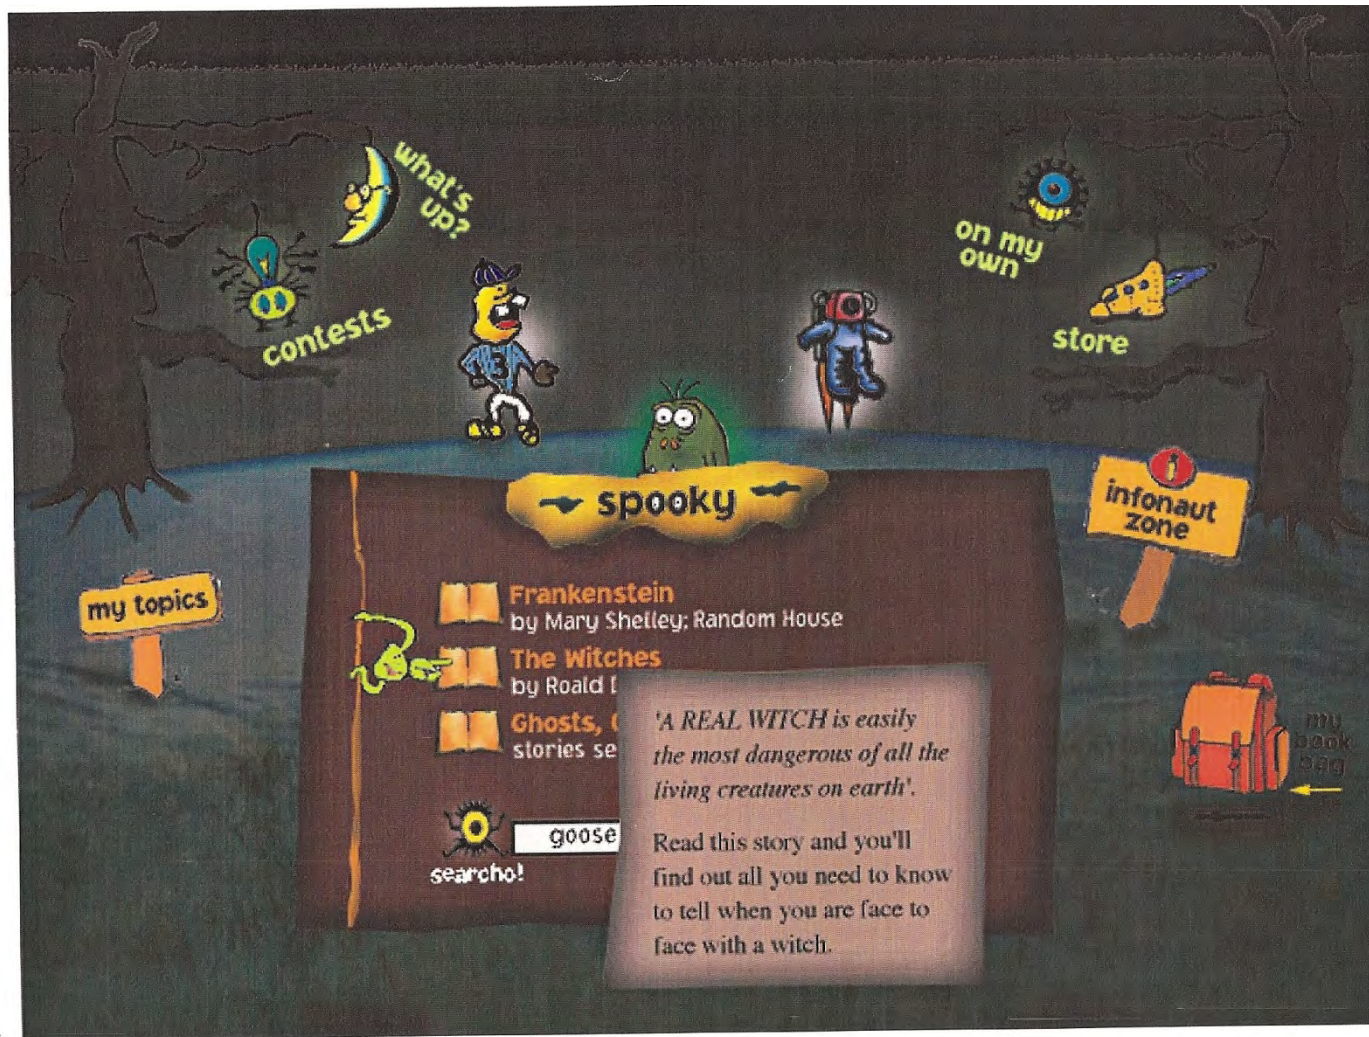 what's
up?
contests
on my
own
store
spooky
i
infonaut
zone
my topics
Frankenstein
by Mary Shelley; Random House
The Witches
by Roald
Ghosts,
stories se
'A REAL WITCH is easily
the most dangerous of all the
living creatures on earth'.
Read this story and you'll
find out all you need to know
to tell when you are face to
face with a witch.
goose
searcho!
my
book
bag
3